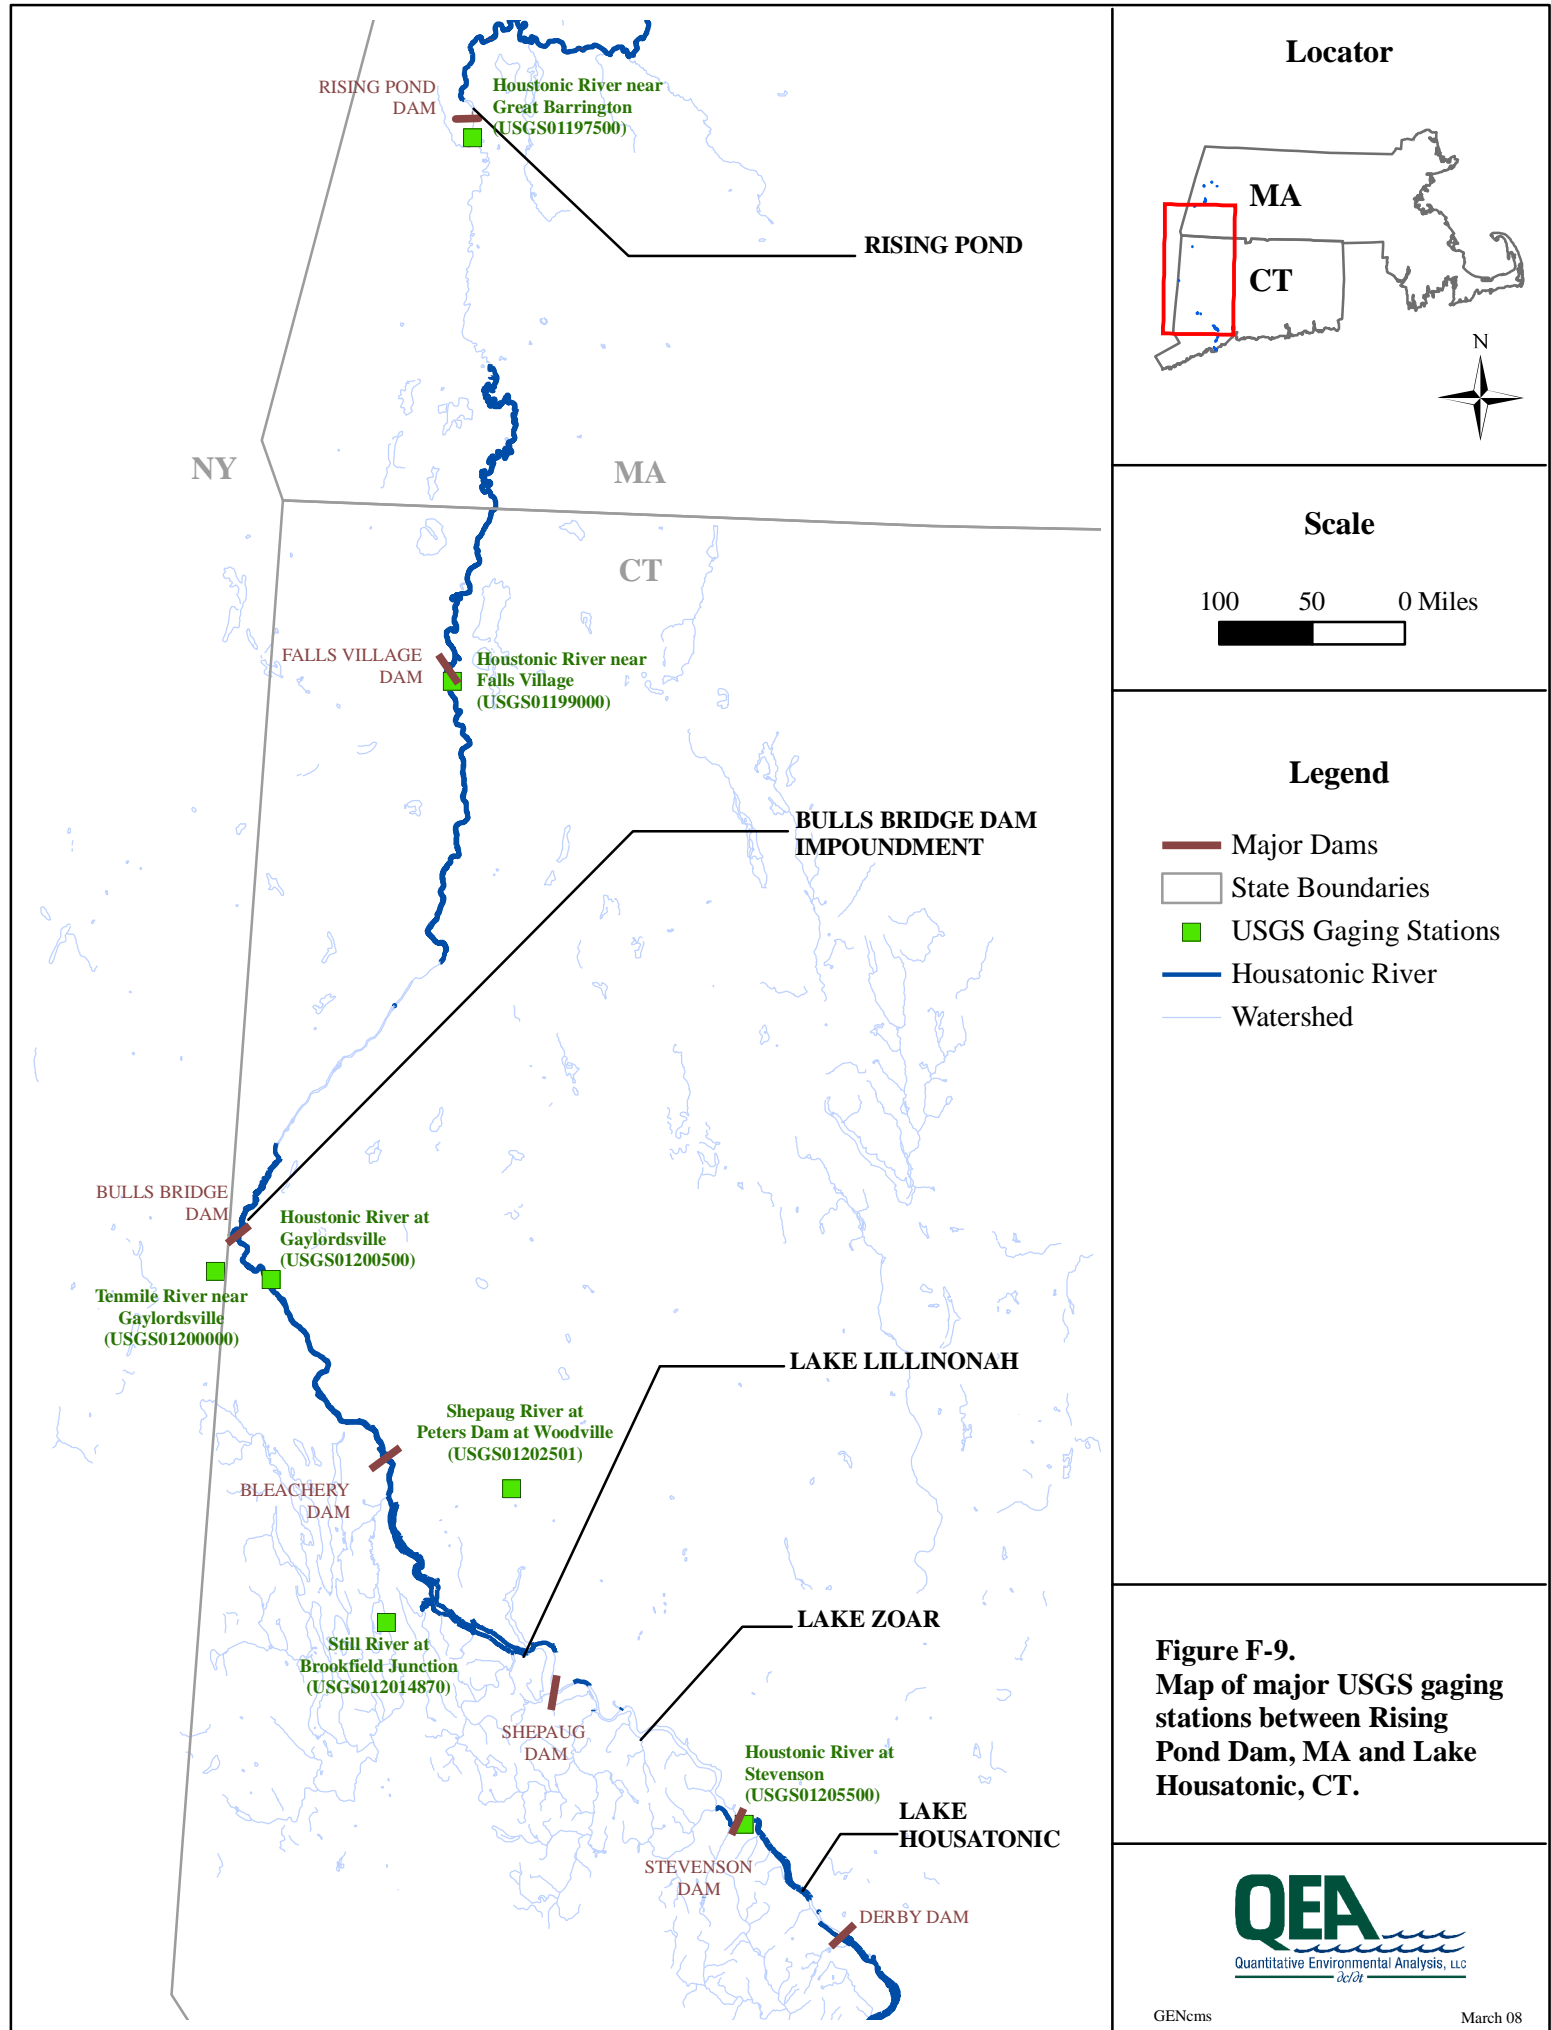 RISING POND
DAM
Houstonic River near
Great Barrington
(USGS01197500)
RISING POND
NY
MA
CT
FALLS VILLAGE
DAM
Houstonic River near
Falls Village
(USGS01199000)
BULLS BRIDGE DAM
IMPOUNDMENT
BULLS BRIDGE
DAM
Houstonic River at
Gaylordsville
(USGS01200500)
Tenmile River near
Gaylordsville
(USGS01200000)
LAKE LILLINONAH
Shepaug River at
Peters Dam at Woodville
(USGS01202501)
BLEACHERY
DAM
LAKE ZOAR
Still River at
Brookfield Junction
(USGS012014870)
SHEPAUG
DAM
Houstonic River at
Stevenson
(USGS01205500)
LAKE
HOUSATONIC
STEVENSON
DAM
DERBY DAM
Locator
MA
CT
N
Scale
100 50 0 Miles
Legend
Major Dams
State Boundaries
USGS Gaging Stations
Housatonic River
Watershed
Figure F-9.
Map of major USGS gaging
stations between Rising
Pond Dam, MA and Lake
Housatonic, CT.
QEA
Quantitative Environmental Analysis, LLC
∂c/∂t
GENcms March 08